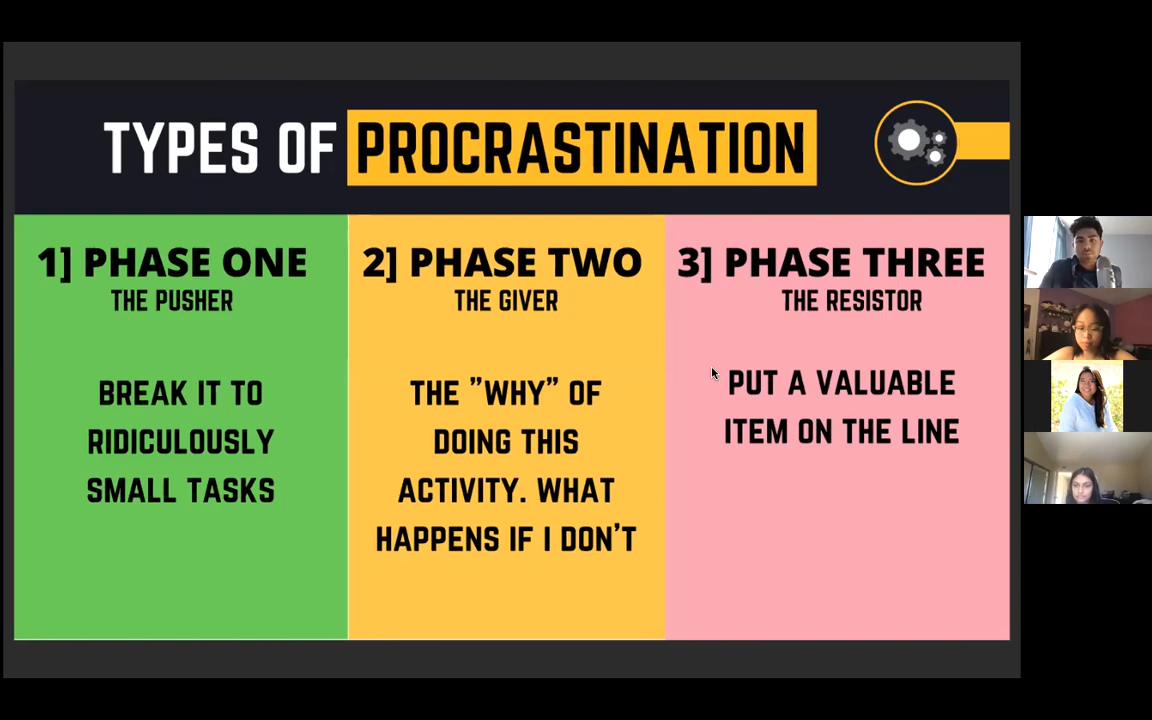 TYPES OF PROCRASTINATION
1] PHASE ONE
THE PUSHER
BREAK IT TO
RIDICULOUSLY
SMALL TASKS
2] PHASE TWO
THE GIVER
THE "WHY" OF
DOING THIS
ACTIVITY. WHAT
HAPPENS IF I DON'T
3] PHASE THREE
THE RESISTOR
PUT A VALUABLE
ITEM ON THE LINE